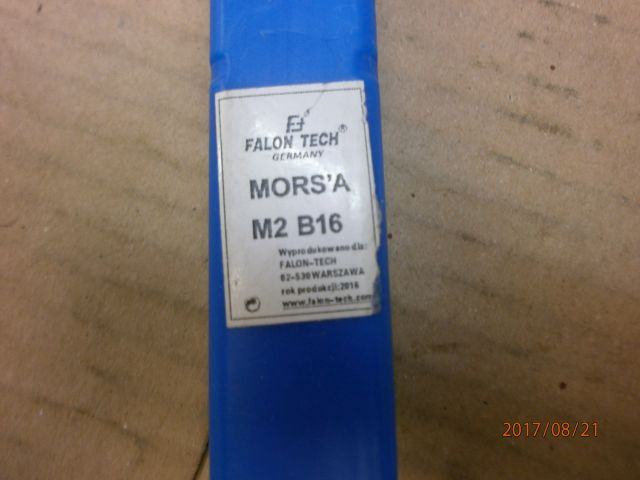 FALON TECH®
GERMANY
MORS'A
M2 B16
Wyprodukowano dla:
FALON-TECH
02-530 WARSZAWA
rok produkcji:2016
www.falon-tech.com
2017/08/21